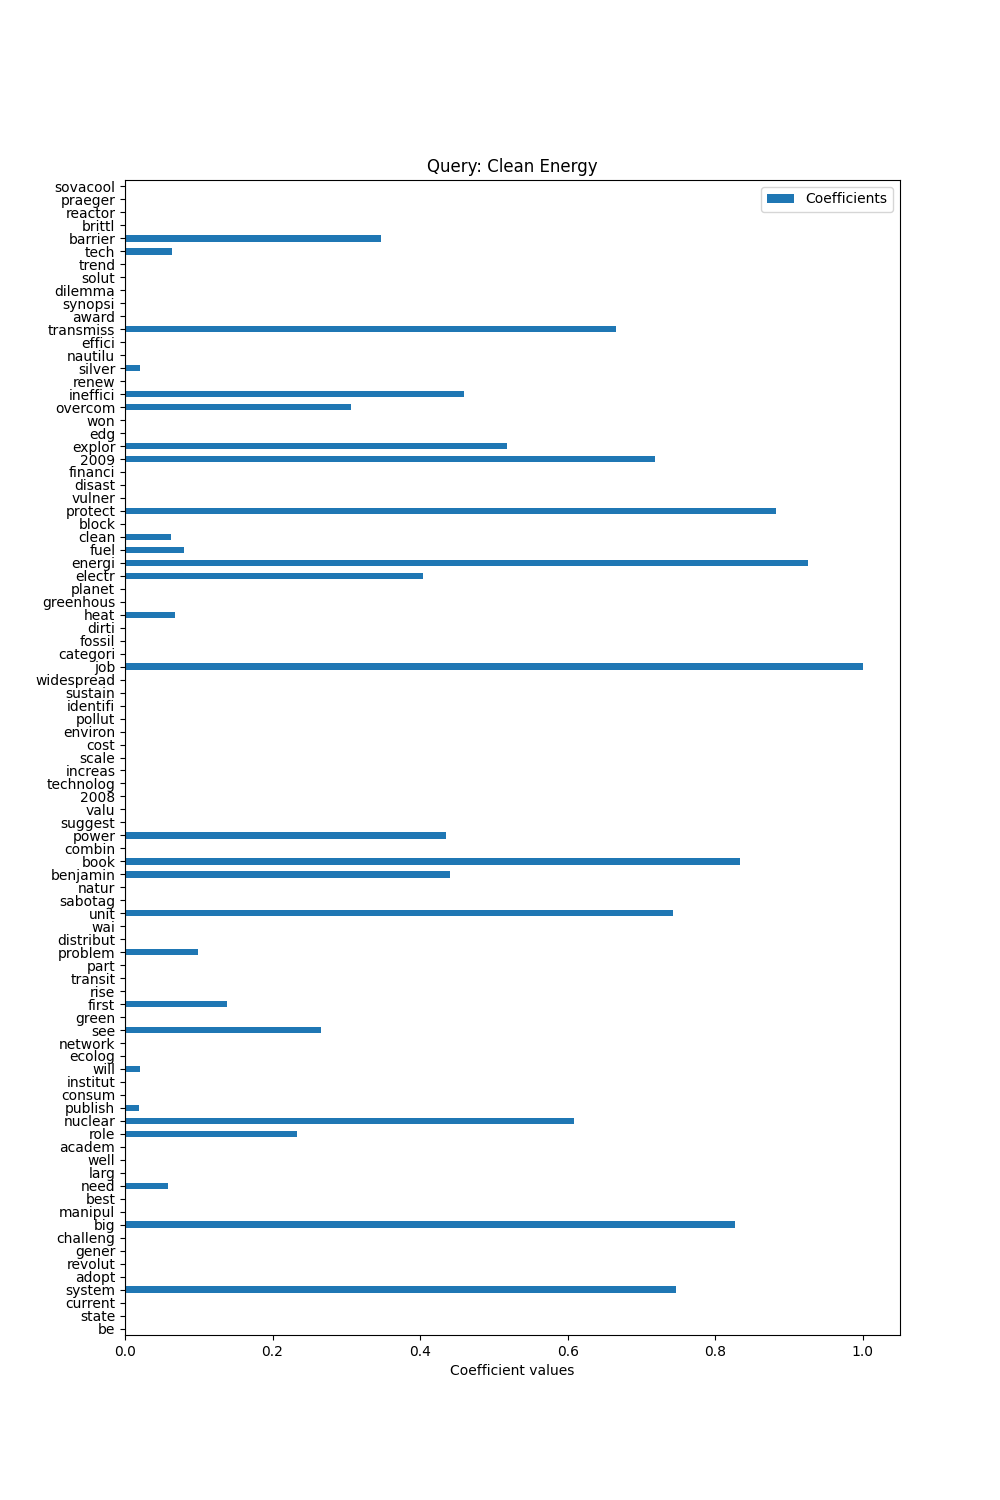 Query: Clean Energy
Coefficients
sovacool
praeger
reactor
brittl
barrier
tech
trend
solut
dilemma
synopsi
award
transmiss
effici
nautilu
silver
renew
ineffici
overcom
won
edg
explor
2009
financi
disast
vulner
protect
block
clean
fuel
energi
electr
planet
greenhous
heat
dirti
fossil
categori
job
widespread
sustain
identifi
pollut
environ
cost
scale
increas
technolog
2008
valu
suggest
power
combin
book
benjamin
natur
sabotag
unit
wai
distribut
problem
part
transit
rise
first
green
see
network
ecolog
will
institut
consum
publish
nuclear
role
academ
well
larg
need
best
manipul
big
challeng
gener
revolut
adopt
system
current
state
be
0.0 0.2 0.4 0.6 0.8 1.0
Coefficient values